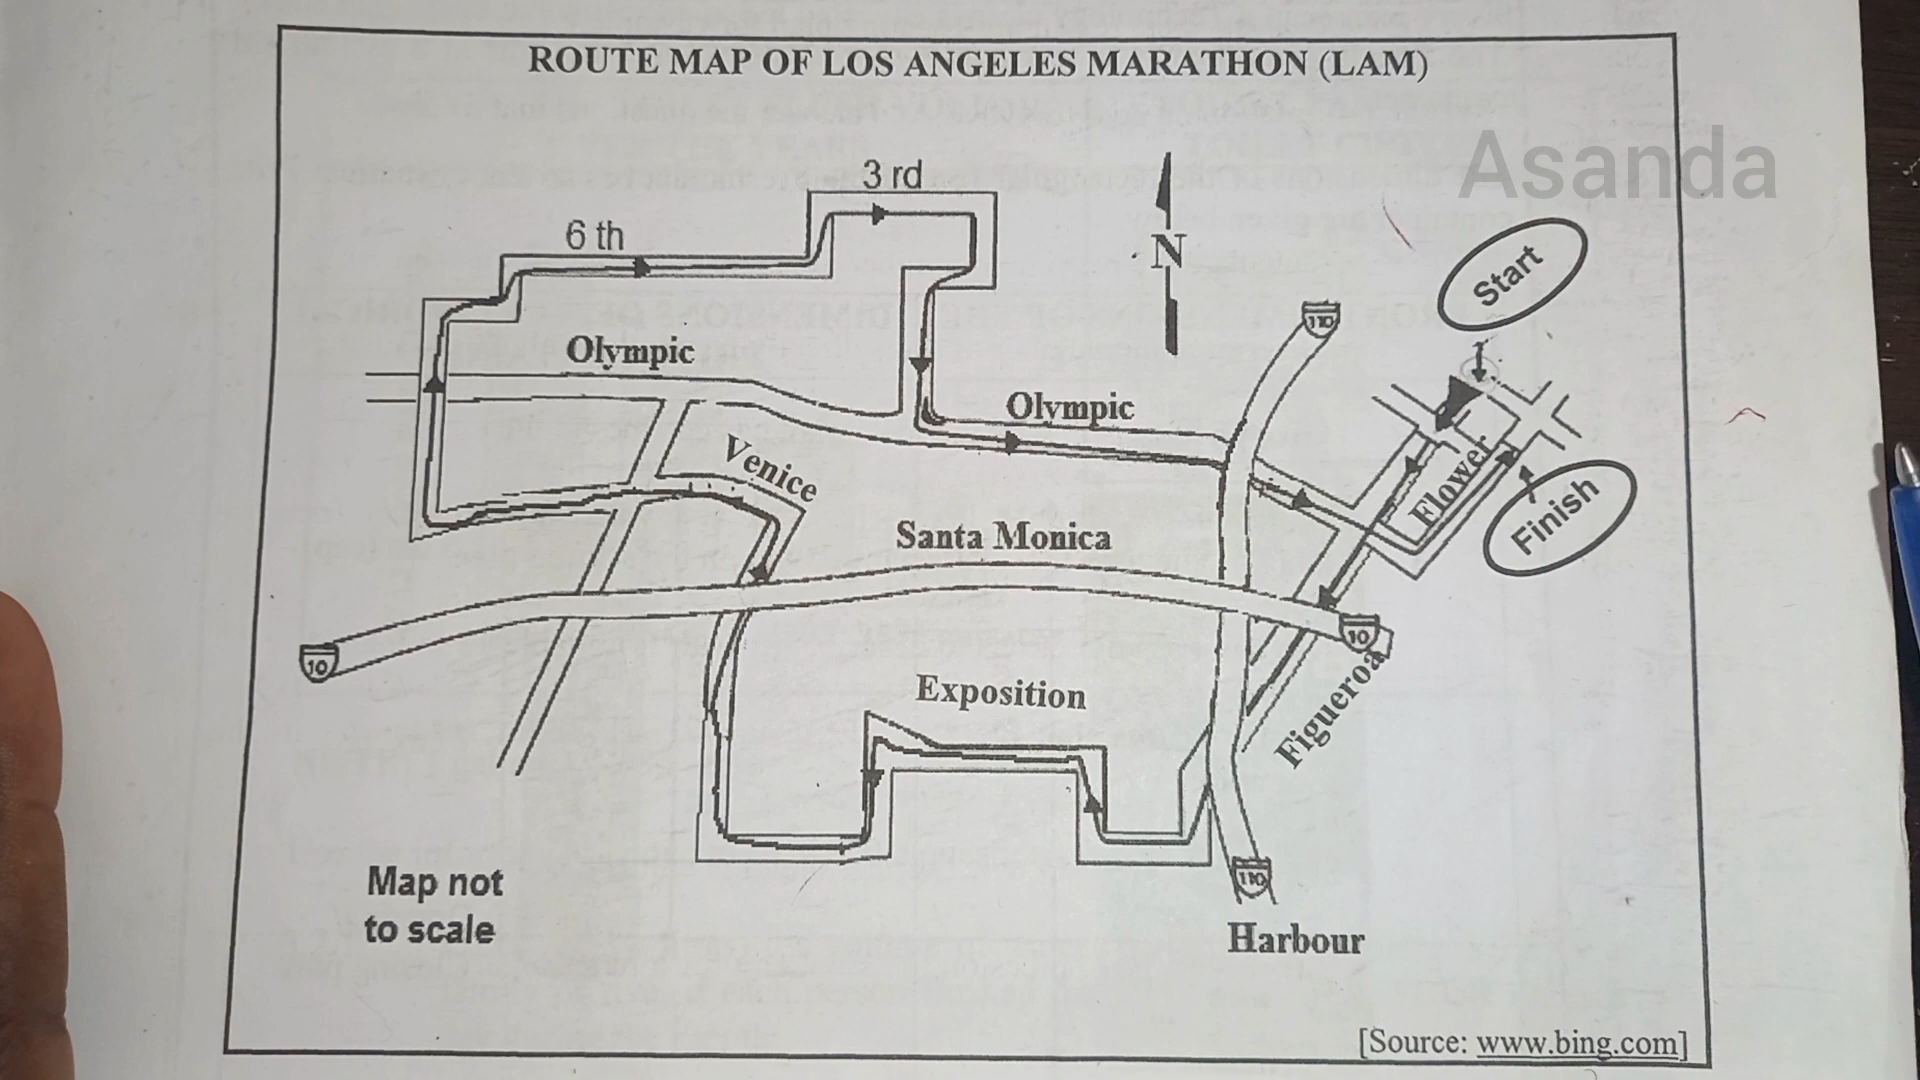 ROUTE MAP OF LOS ANGELES MARATHON (LAM)
Asanda
3 rd
6 th
N
Start
110
Olympic
Olympic
Venice
Flower
Finish
Santa Monica
10
10
Exposition
Figueroa
110
Map not
to scale
Harbour
[Source: www.bing.com]